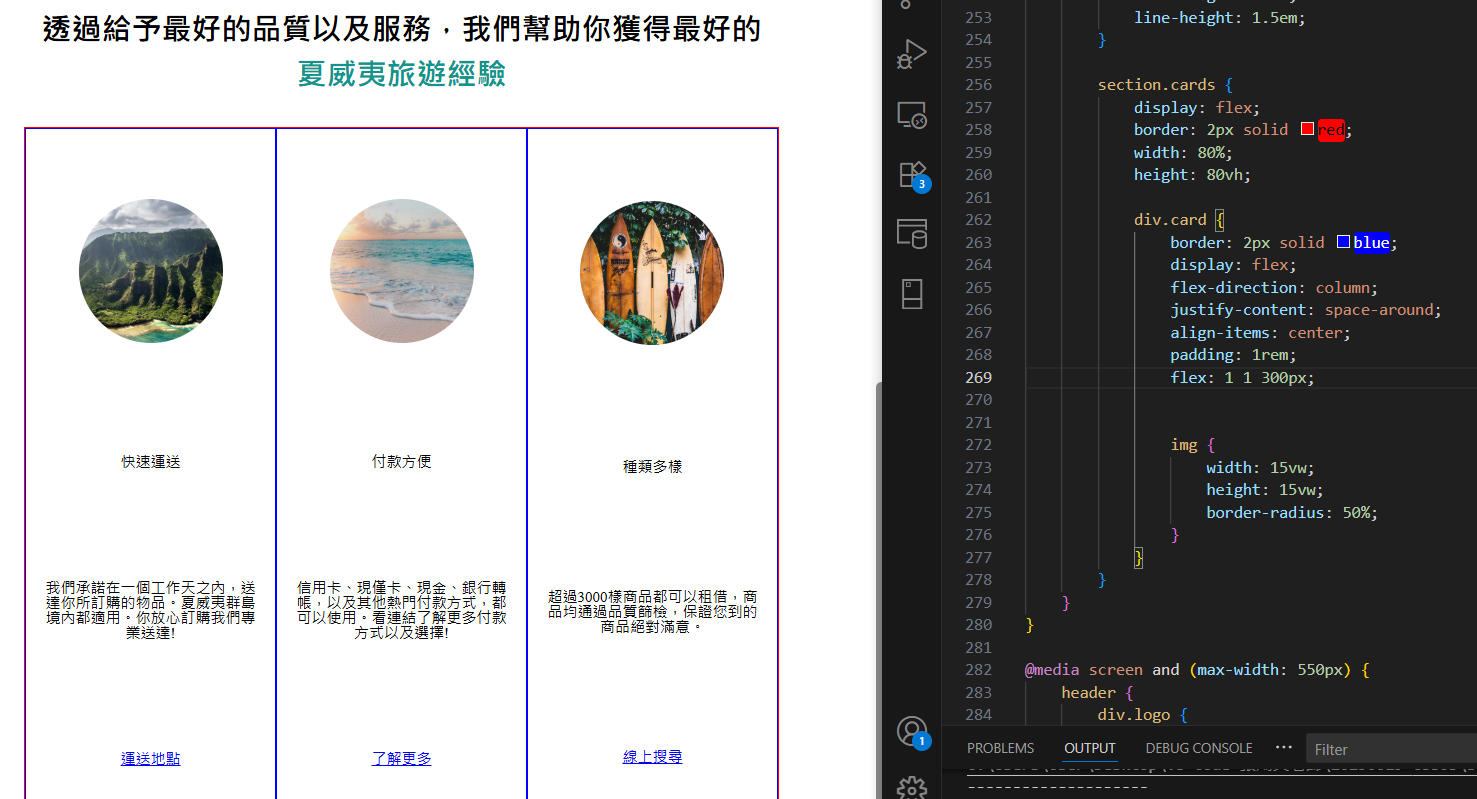 透過給予最好的品質以及服務，我們幫助你獲得最好的
夏威夷旅遊經驗
快速運送
我們承諾在一個工作天之內，送
達你所訂購的物品。夏威夷群島
境內都適用。你放心訂購我們專
業送達!
運送地點
付款方便
信用卡、現僅卡、現金、銀行轉
帳，以及其他熱門付款方式，都
可以使用。看連結了解更多付款
方式以及選擇!
了解更多
種類多樣
超過3000樣商品都可以租借，商
品均通過品質篩檢，保證您到的
商品絕對滿意。
線上搜尋
3
1
253 line-height: 1.5em;
254 }
255
256 section.cards {
257 display: flex;
258 border: 2px solid red;
259 width: 80%;
260 height: 80vh;
261
262 div.card {
263 border: 2px solid blue;
264 display: flex;
265 flex-direction: column;
266 justify-content: space-around;
267 align-items: center;
268 padding: 1rem;
269 flex: 1 1 300px;
270
271
272 img {
273 width: 15vw;
274 height: 15vw;
275 border-radius: 50%;
276 }
277 }
278 }
279 }
280 }
281
282 @media screen and (max-width: 550px) {
283 header {
284 div.logo {
PROBLEMS OUTPUT DEBUG CONSOLE ··· Filter
--------------------